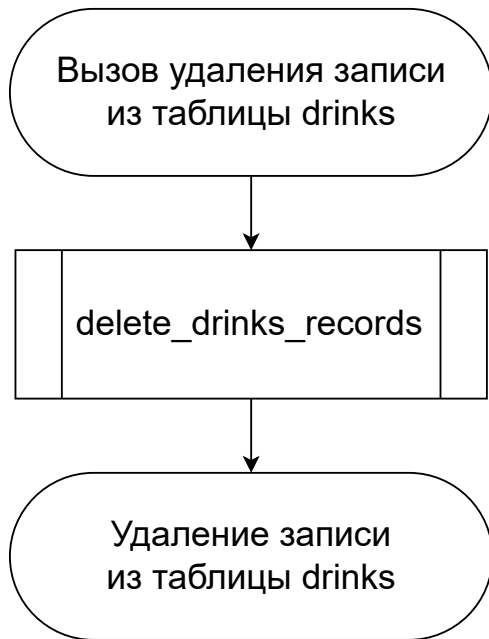 Вызов удаления записи
из таблицы drinks
delete_drinks_records
Удаление записи
из таблицы drinks